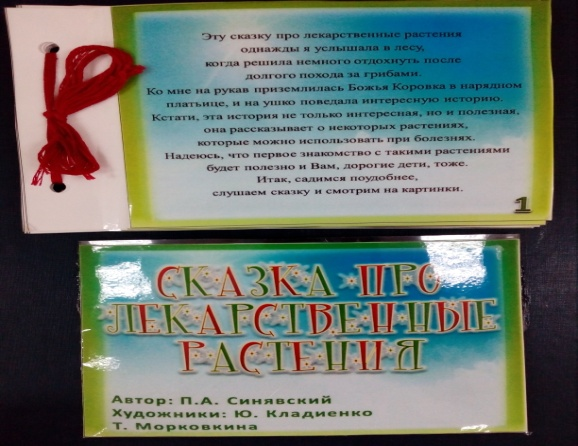 Эту сказку про лекарственные растения
однажды я услышала в лесу,
когда решила немного отдохнуть после
долгого похода за грибами.
Ко мне на рукав приземлилась Божья Коровка в нарядном
платьице, и на ушко поведала интересную историю.
Кстати, эта история не только интересная, но и полезная,
она рассказывает о некоторых растениях,
которые можно использовать при болезнях.
Надеюсь, что первое знакомство с такими растениями
будет полезно и Вам, дорогие дети, тоже.
Итак, садимся поудобнее,
слушаем сказку и смотрим на картинки.
1
СКАЗКА ПРО
ЛЕКАРСТВЕННЫЕ
РАСТЕНИЯ
Автор: П.А. Синявский
Художники: Ю. Кладиенко
Т. Морковкина